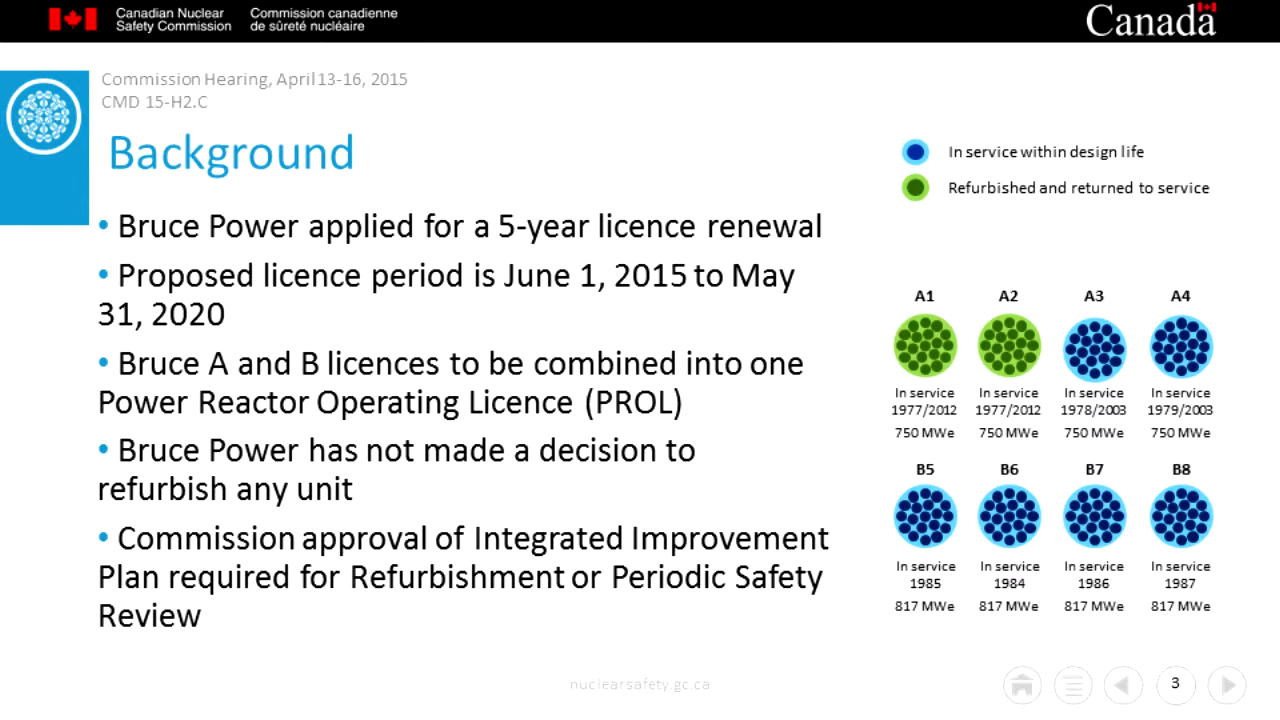 Canadian Nuclear
Safety Commission
Commission canadienne
de sûreté nucléaire
Canada
Commission Hearing, April 13-16, 2015
CMD 15-H2.C
Background
• Bruce Power applied for a 5-year licence renewal
• Proposed licence period is June 1, 2015 to May
31, 2020
• Bruce A and B licences to be combined into one
Power Reactor Operating Licence (PROL)
• Bruce Power has not made a decision to
refurbish any unit
• Commission approval of Integrated Improvement
Plan required for Refurbishment or Periodic Safety
Review
In service within design life
Refurbished and returned to service
A1 A2 A3 A4
In service In service In service In service
1977/2012 1977/2012 1978/2003 1979/2003
750 MWe 750 MWe 750 MWe 750 MWe
B5 B6 B7 B8
In service In service In service In service
1985 1984 1986 1987
817 MWe 817 MWe 817 MWe 817 MWe
nuclearsafety.gc.ca
3